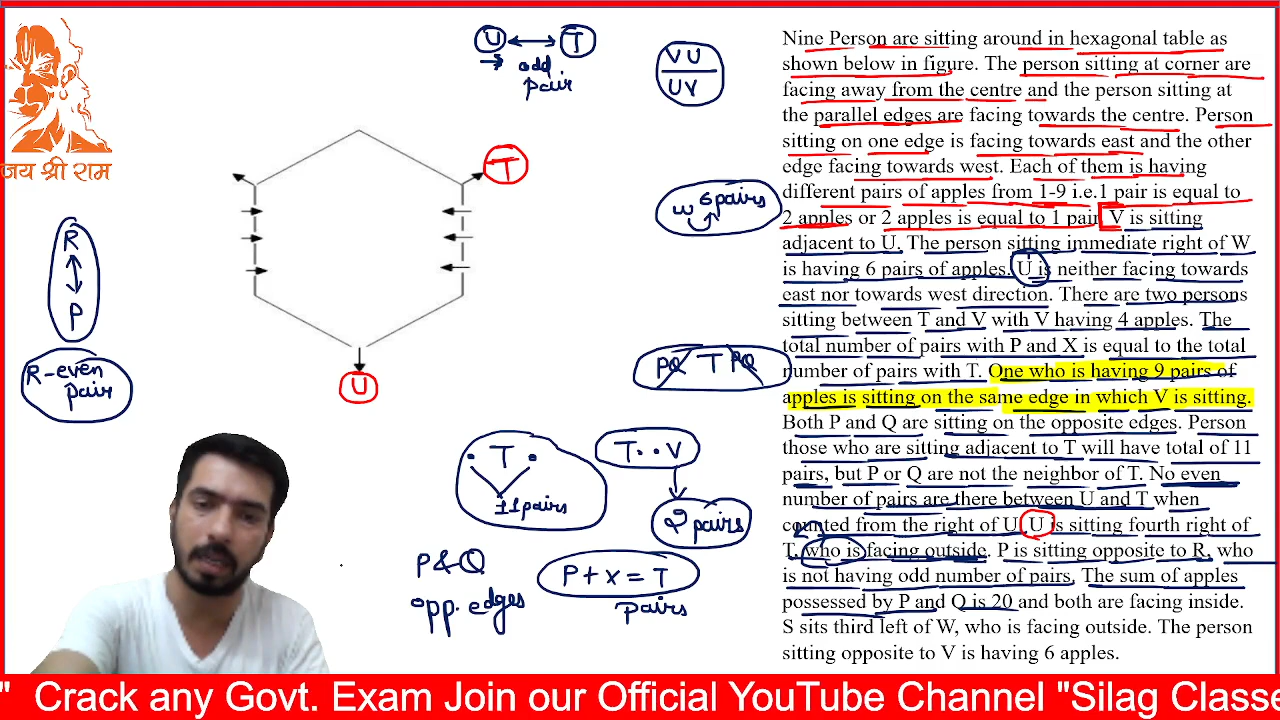 जय श्री राम
U ↔ T
→ odd
pair
VU
UV
T
W 6 pairs
R
↕
P
R-even
pair
U
PQ T PQ
. T .
11 pairs
T . . V
2 pairs
P & Q
opp. edges
P + x = T
pairs
Nine Person are sitting around in hexagonal table as
shown below in figure. The person sitting at corner are
facing away from the centre and the person sitting at
the parallel edges are facing towards the centre. Person
sitting on one edge is facing towards east and the other
edge facing towards west. Each of them is having
different pairs of apples from 1-9 i.e.1 pair is equal to
2 apples or 2 apples is equal to 1 pair. V is sitting
adjacent to U. The person sitting immediate right of W
is having 6 pairs of apples. U is neither facing towards
east nor towards west direction. There are two persons
sitting between T and V with V having 4 apples. The
total number of pairs with P and X is equal to the total
number of pairs with T. One who is having 9 pairs of
apples is sitting on the same edge in which V is sitting.
Both P and Q are sitting on the opposite edges. Person
those who are sitting adjacent to T will have total of 11
pairs, but P or Q are not the neighbor of T. No even
number of pairs are there between U and T when
counted from the right of U. U is sitting fourth right of
T, who is facing outside. P is sitting opposite to R, who
is not having odd number of pairs. The sum of apples
possessed by P and Q is 20 and both are facing inside.
S sits third left of W, who is facing outside. The person
sitting opposite to V is having 6 apples.
" Crack any Govt. Exam Join our Official YouTube Channel "Silag Classe